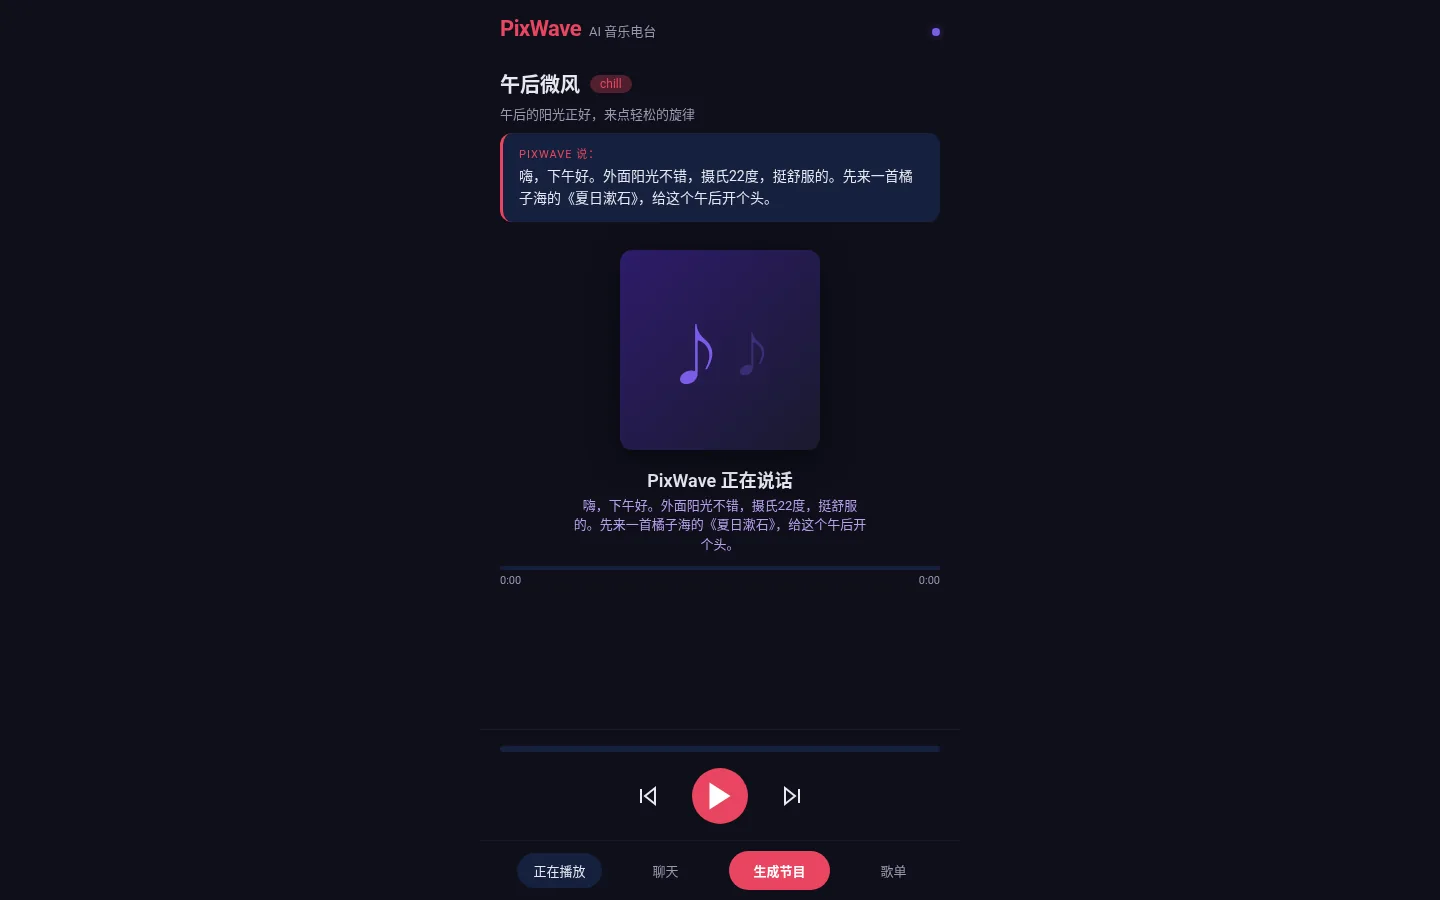 PixWave AI 音乐电台
午后微风 chill
午后的阳光正好，来点轻松的旋律
PIXWAVE 说：
嗨，下午好。外面阳光不错，摄氏22度，挺舒服的。先来一首橘
子海的《夏日漱石》，给这个午后开个头。
PixWave 正在说话
嗨，下午好。外面阳光不错，摄氏22度，挺舒服
的。先来一首橘子海的《夏日漱石》，给这个午后开
个头。
0:00 0:00
正在播放 聊天 生成节目 歌单